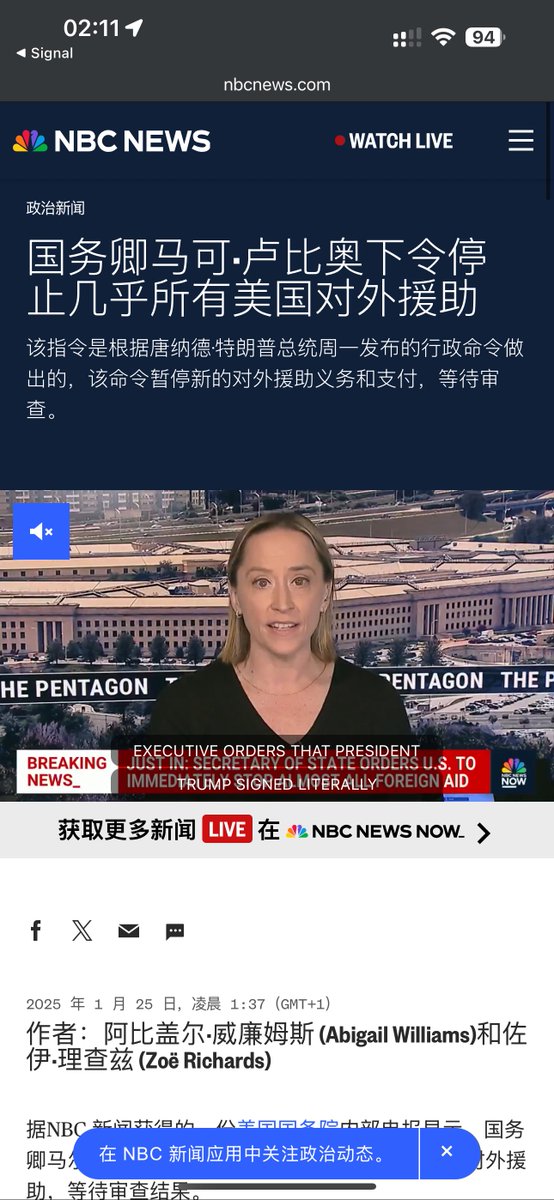 02:11
94
◀ Signal
nbcnews.com
NBC NEWS
WATCH LIVE
政治新闻
国务卿马可·卢比奥下令停
止几乎所有美国对外援助
该指令是根据唐纳德·特朗普总统周一发布的行政命令做
出的，该命令暂停新的对外援助义务和支付，等待审
查。
HE PENTAGON
ENTAGON
THE P
EXECUTIVE ORDERS THAT PRESIDENT
BREAKING
NEWS_
JUST IN: SECRETARY OF STATE ORDERS U.S. TO
IMMEDIATELY STOP ALMOST ALL FOREIGN AID
TRUMP SIGNED LITERALLY
NBC NEWS
NOW
获取更多新闻 LIVE 在 NBC NEWS NOW_
2025 年 1 月 25 日，凌晨 1:37 (GMT+1)
作者：阿比盖尔·威廉姆斯 (Abigail Williams)和佐
伊·理查兹 (Zoë Richards)
据NBC 新闻获得的一份美国国务院内部电报显示，国务
卿马
对外援
在 NBC 新闻应用中关注政治动态。
助，等待审查结果。